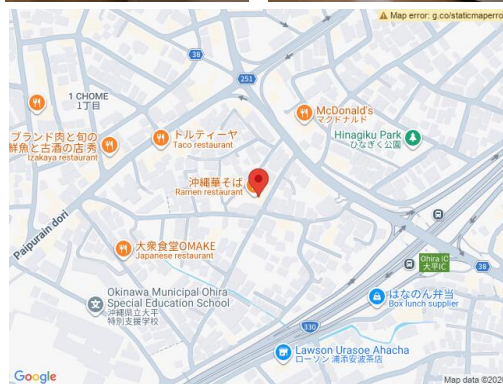 Map error: g.co/staticmaperro
38
251
1 CHOME
1丁目
McDonald's
マクドナルド
ブランド肉と旬の
鮮魚と古酒の店 秀
Izakaya restaurant
トルティーヤ
Taco restaurant
Hinagiku Park
ひなぎく公園
沖縄華そば
Ramen restaurant
Paipurain dori
大衆食堂OMAKE
Japanese restaurant
Ohira IC
大平IC
38
Okinawa Municipal Ohira
Special Education School
沖縄県立大平
特別支援学校
はなのん弁当
Box lunch supplier
330
Lawson Urasoe Ahacha
ローソン 浦添安波茶店
Google
Map data ©2026